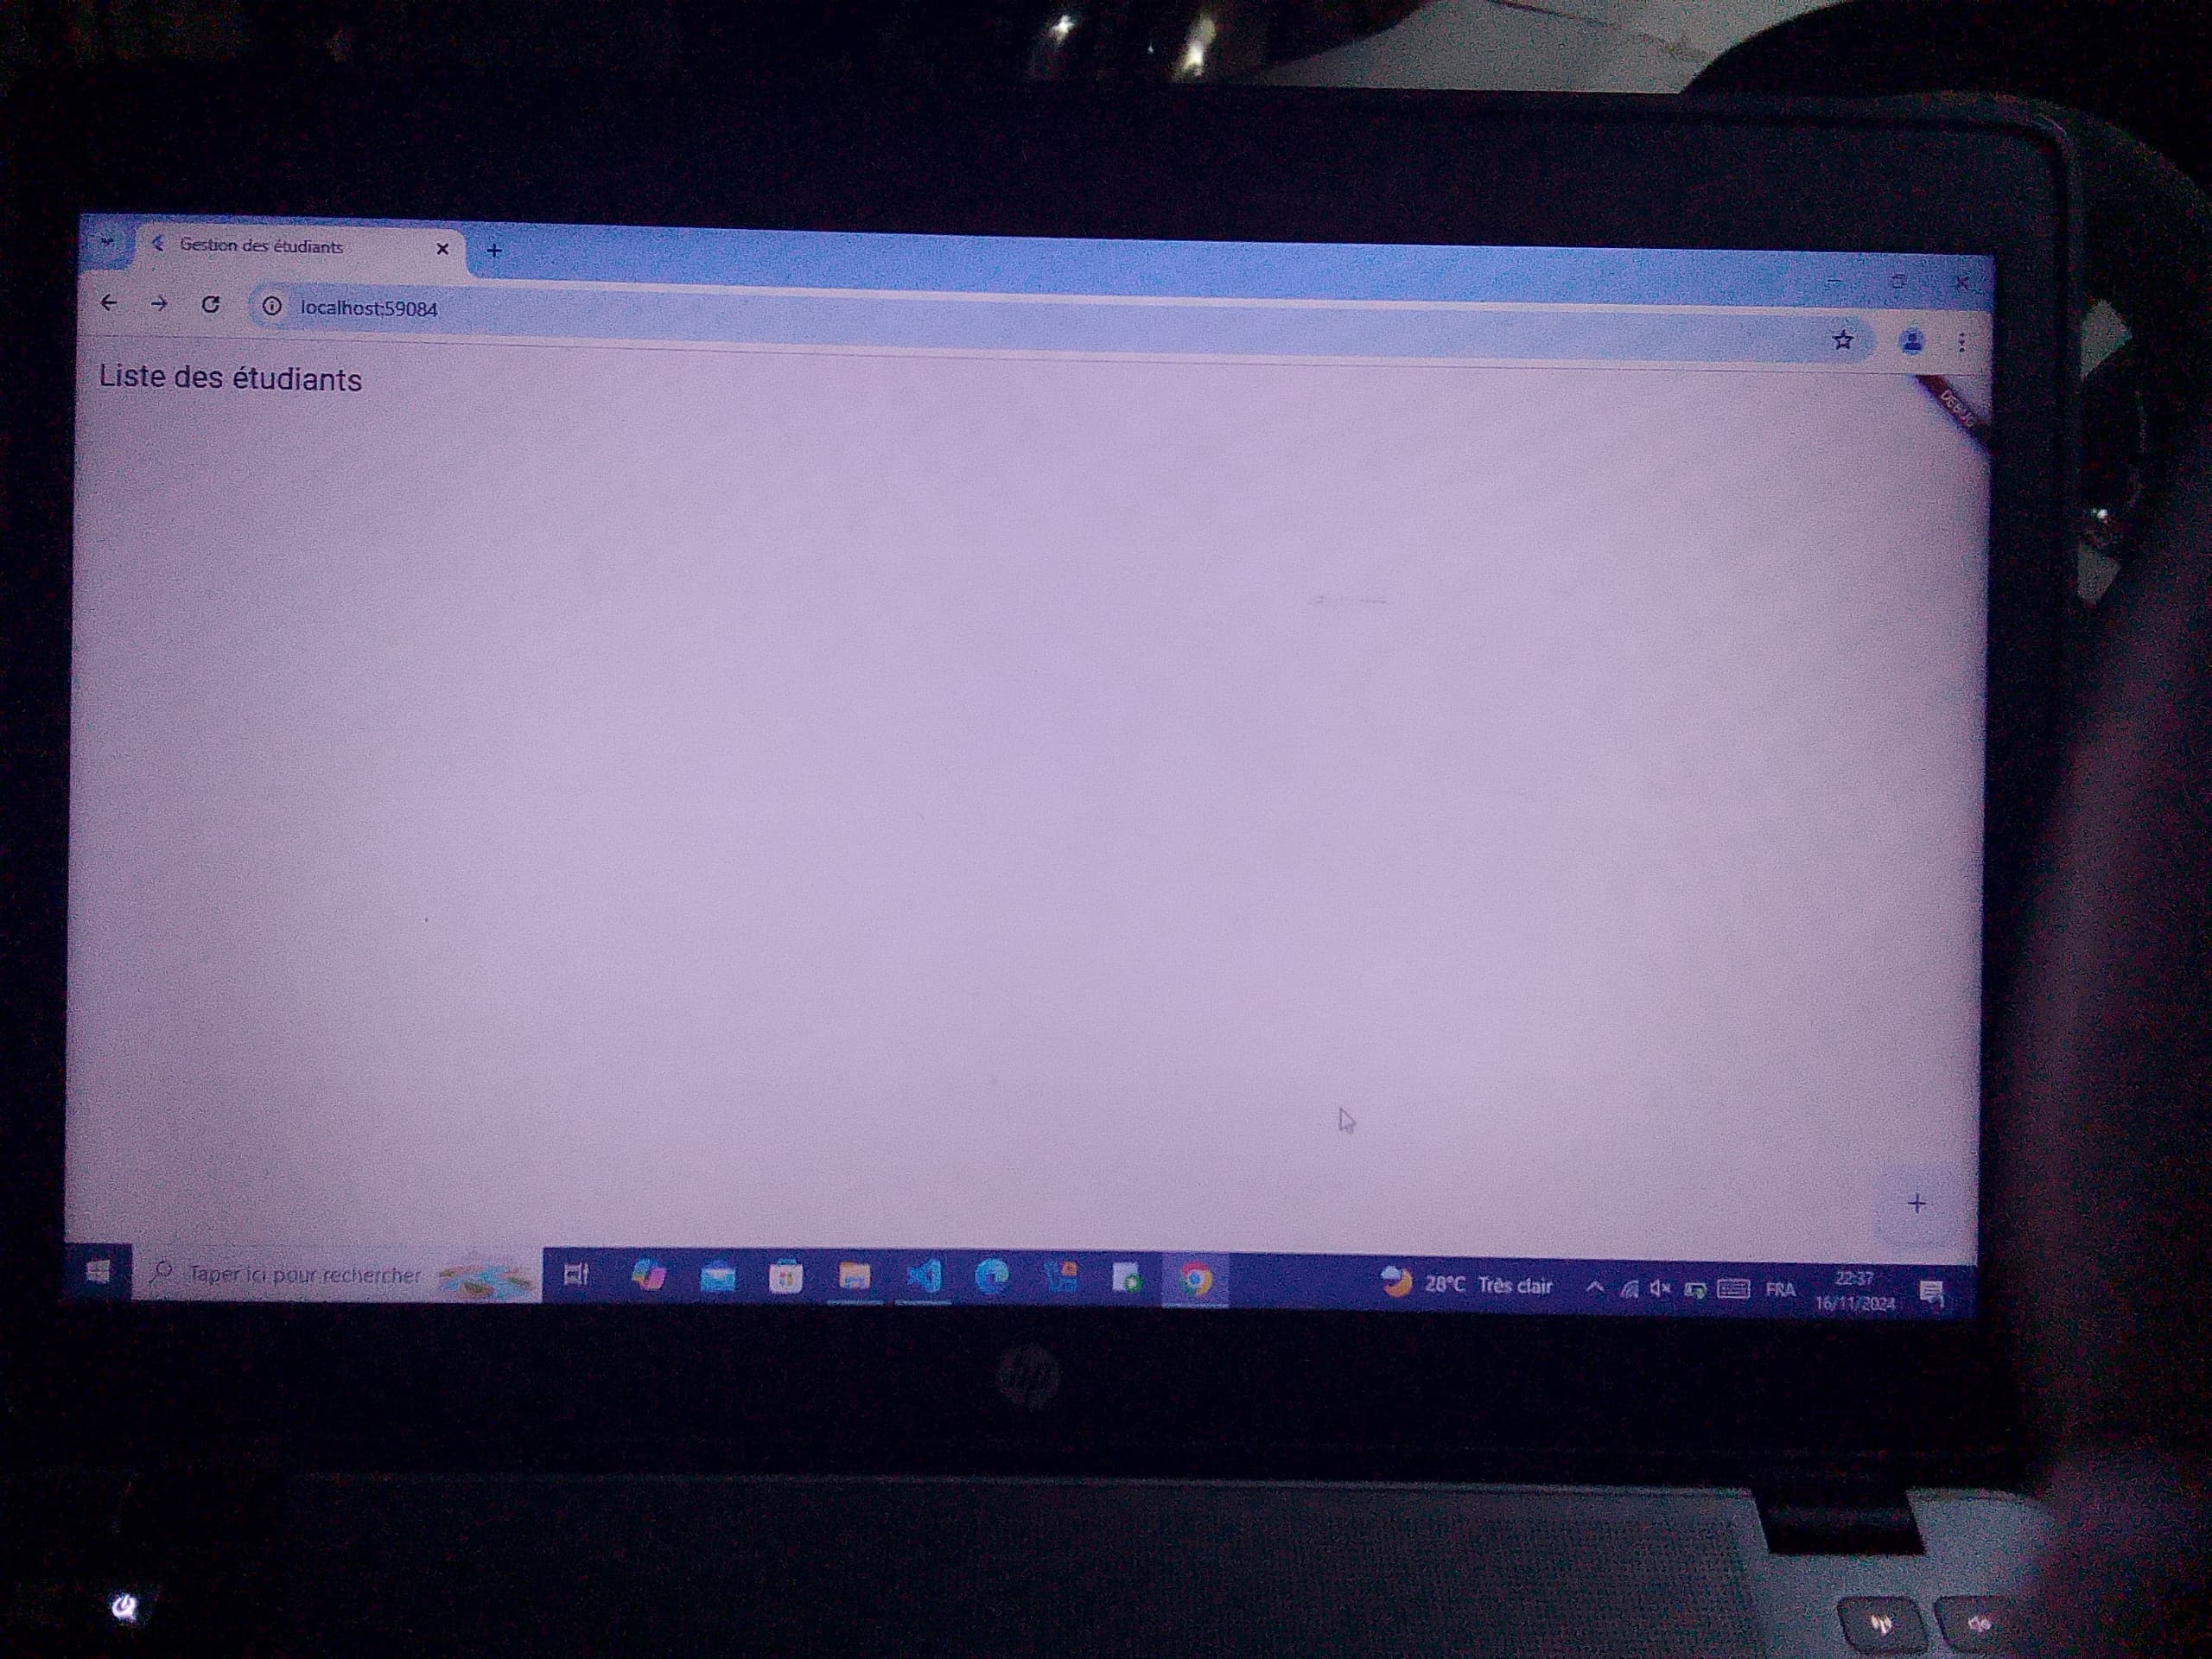 Gestion des étudiants
localhost:59084
Liste des étudiants
DEBUG
Taper ici pour rechercher
28°C Très clair
FRA
22:37
16/11/2024
hp